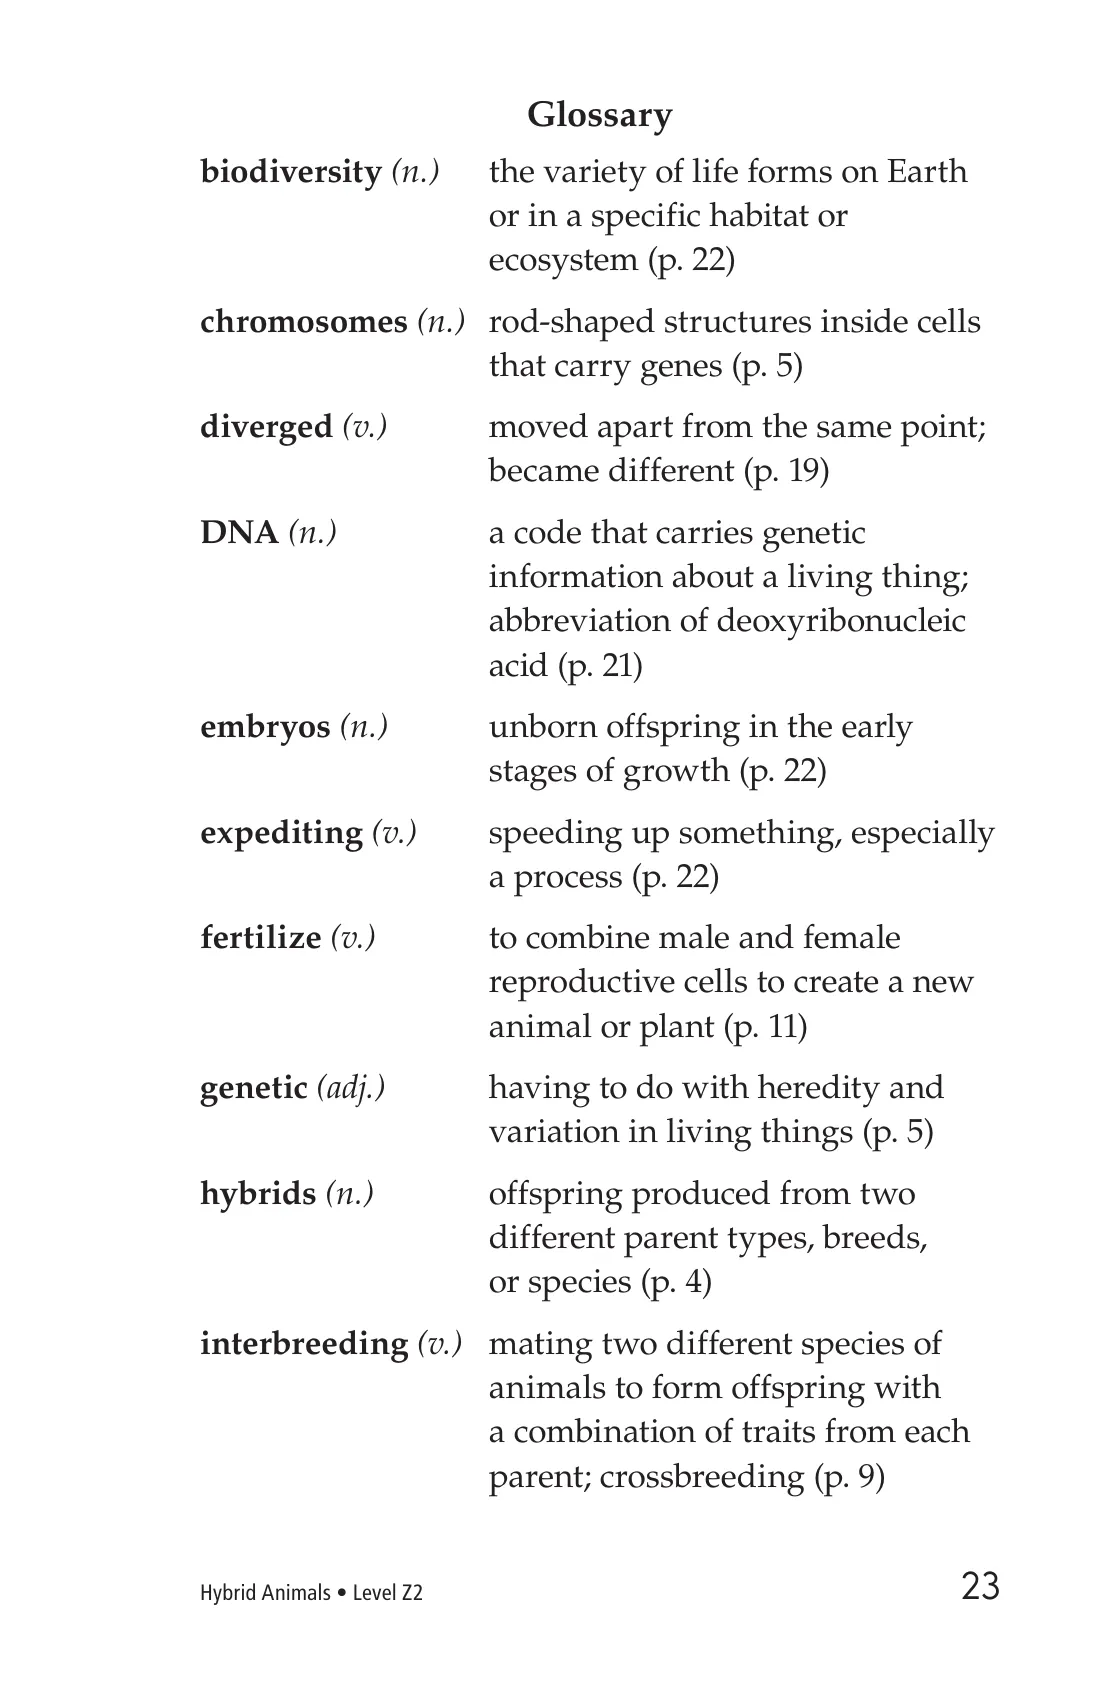 Glossary
biodiversity (n.) the variety of life forms on Earth
or in a specific habitat or
ecosystem (p. 22)
chromosomes (n.) rod-shaped structures inside cells
that carry genes (p. 5)
diverged (v.) moved apart from the same point;
became different (p. 19)
DNA (n.) a code that carries genetic
information about a living thing;
abbreviation of deoxyribonucleic
acid (p. 21)
embryos (n.) unborn offspring in the early
stages of growth (p. 22)
expediting (v.) speeding up something, especially
a process (p. 22)
fertilize (v.) to combine male and female
reproductive cells to create a new
animal or plant (p. 11)
genetic (adj.) having to do with heredity and
variation in living things (p. 5)
hybrids (n.) offspring produced from two
different parent types, breeds,
or species (p. 4)
interbreeding (v.) mating two different species of
animals to form offspring with
a combination of traits from each
parent; crossbreeding (p. 9)
Hybrid Animals • Level Z2 23